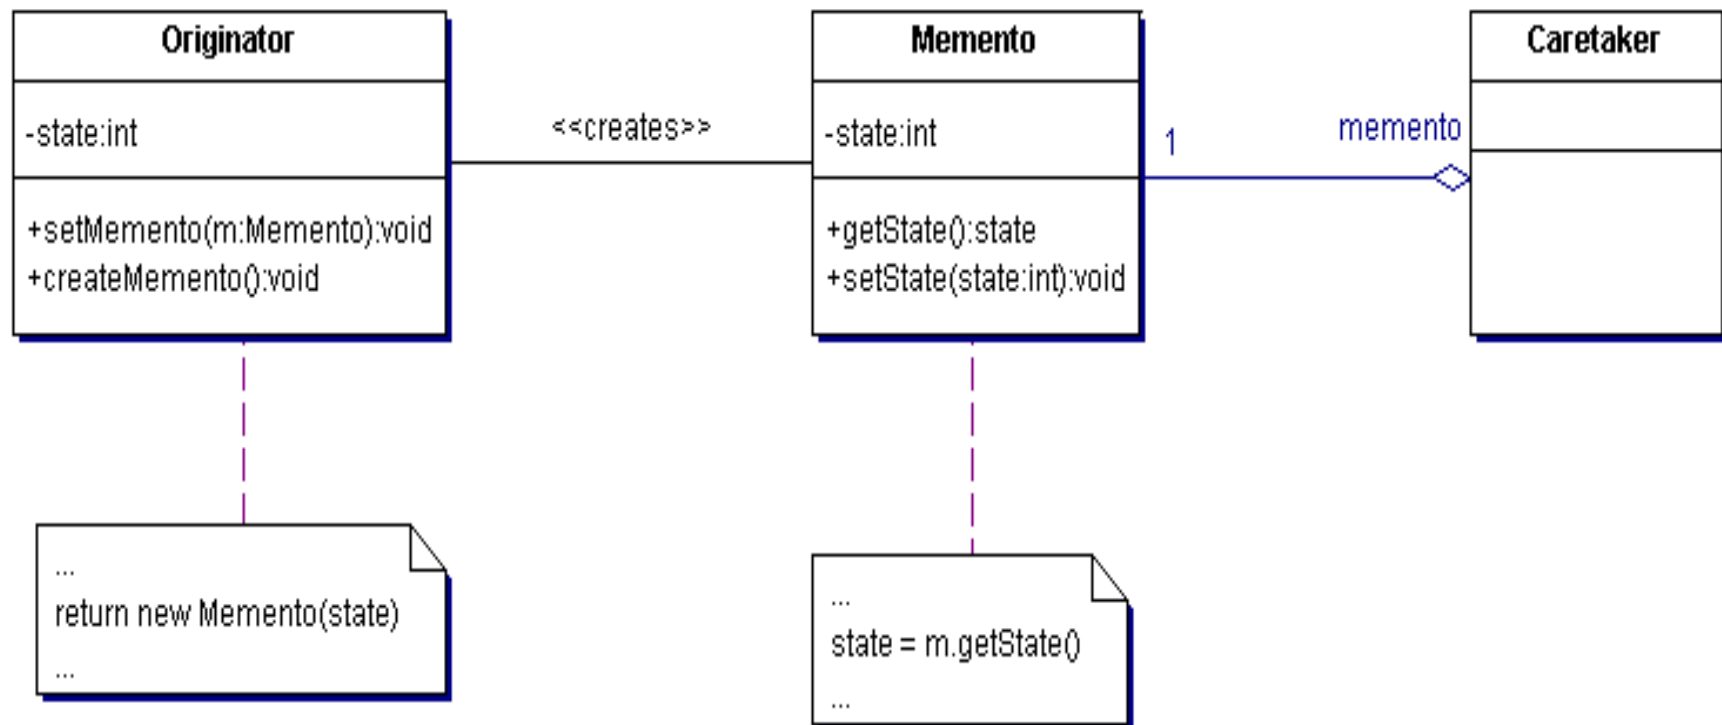 Originator
-state:int
+setMemento(m:Memento):void
+createMemento():void
<<creates>>
Memento
-state:int
+getState():state
+setState(state:int):void
1
memento
Caretaker
...
return new Memento(state)
...
...
state = m.getState()
...